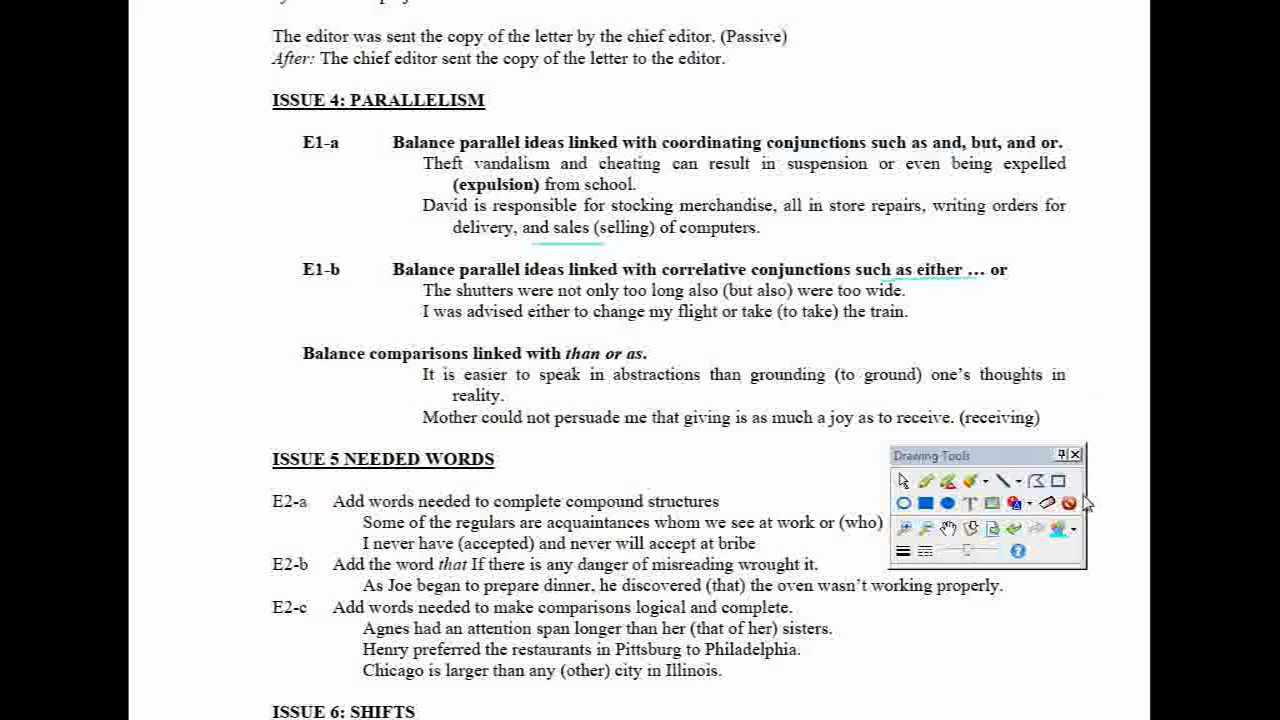 The editor was sent the copy of the letter by the chief editor. (Passive)
After: The chief editor sent the copy of the letter to the editor.
ISSUE 4: PARALLELISM
E1-a Balance parallel ideas linked with coordinating conjunctions such as and, but, and or.
Theft vandalism and cheating can result in suspension or even being expelled
(expulsion) from school.
David is responsible for stocking merchandise, all in store repairs, writing orders for
delivery, and sales (selling) of computers.
E1-b Balance parallel ideas linked with correlative conjunctions such as either … or
The shutters were not only too long also (but also) were too wide.
I was advised either to change my flight or take (to take) the train.
Balance comparisons linked with than or as.
It is easier to speak in abstractions than grounding (to ground) one’s thoughts in
reality.
Mother could not persuade me that giving is as much a joy as to receive. (receiving)
ISSUE 5 NEEDED WORDS
Drawing Tools
E2-a Add words needed to complete compound structures
Some of the regulars are acquaintances whom we see at work or (who)
I never have (accepted) and never will accept at bribe
E2-b Add the word that If there is any danger of misreading wrought it.
As Joe began to prepare dinner, he discovered (that) the oven wasn’t working properly.
E2-c Add words needed to make comparisons logical and complete.
Agnes had an attention span longer than her (that of her) sisters.
Henry preferred the restaurants in Pittsburg to Philadelphia.
Chicago is larger than any (other) city in Illinois.
ISSUE 6: SHIFTS